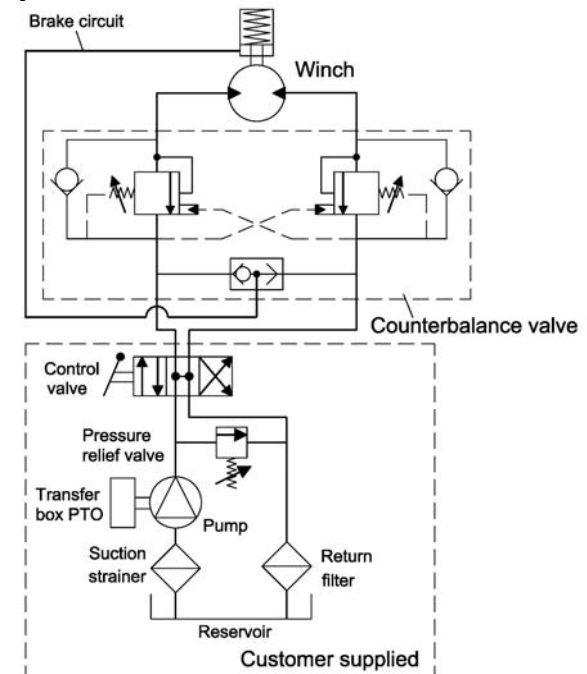 Brake circuit
Winch
Counterbalance valve
Control
valve
Pressure
relief valve
Transfer
box PTO
Pump
Suction
strainer
Return
filter
Reservoir
Customer supplied